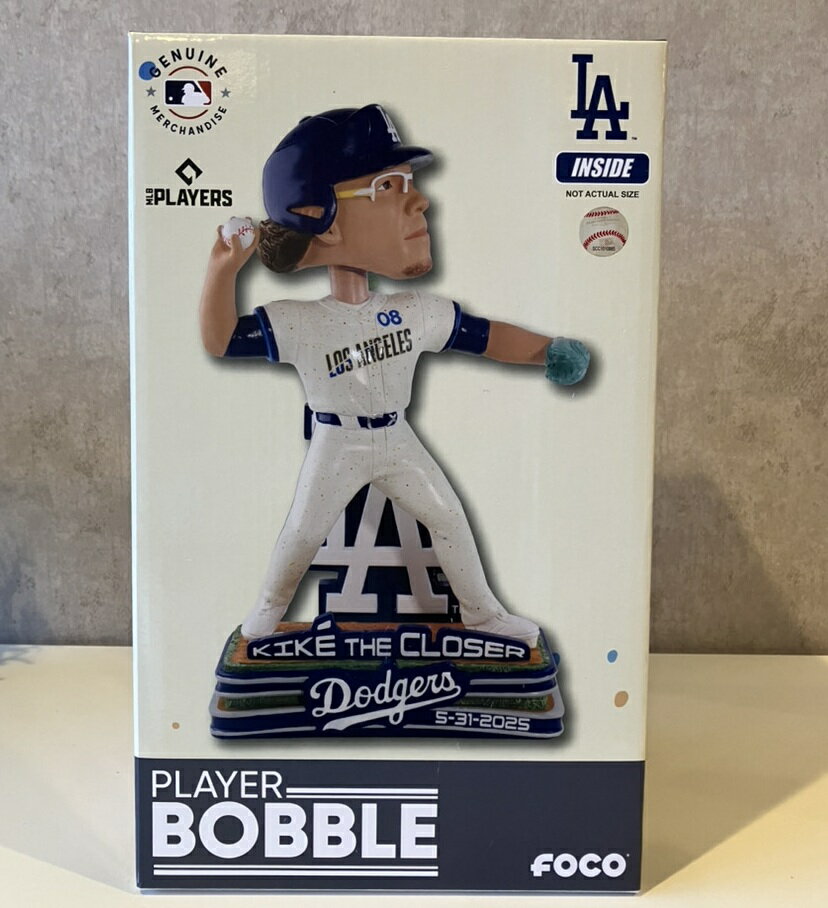 GENUINE
MERCHANDISE
MLB PLAYERS
LA
INSIDE
NOT ACTUAL SIZE
08
LOS ANGELES
LA
KIKÉ THE CLOSER
Dodgers
5-31-2025
PLAYER
BOBBLE
FOCO